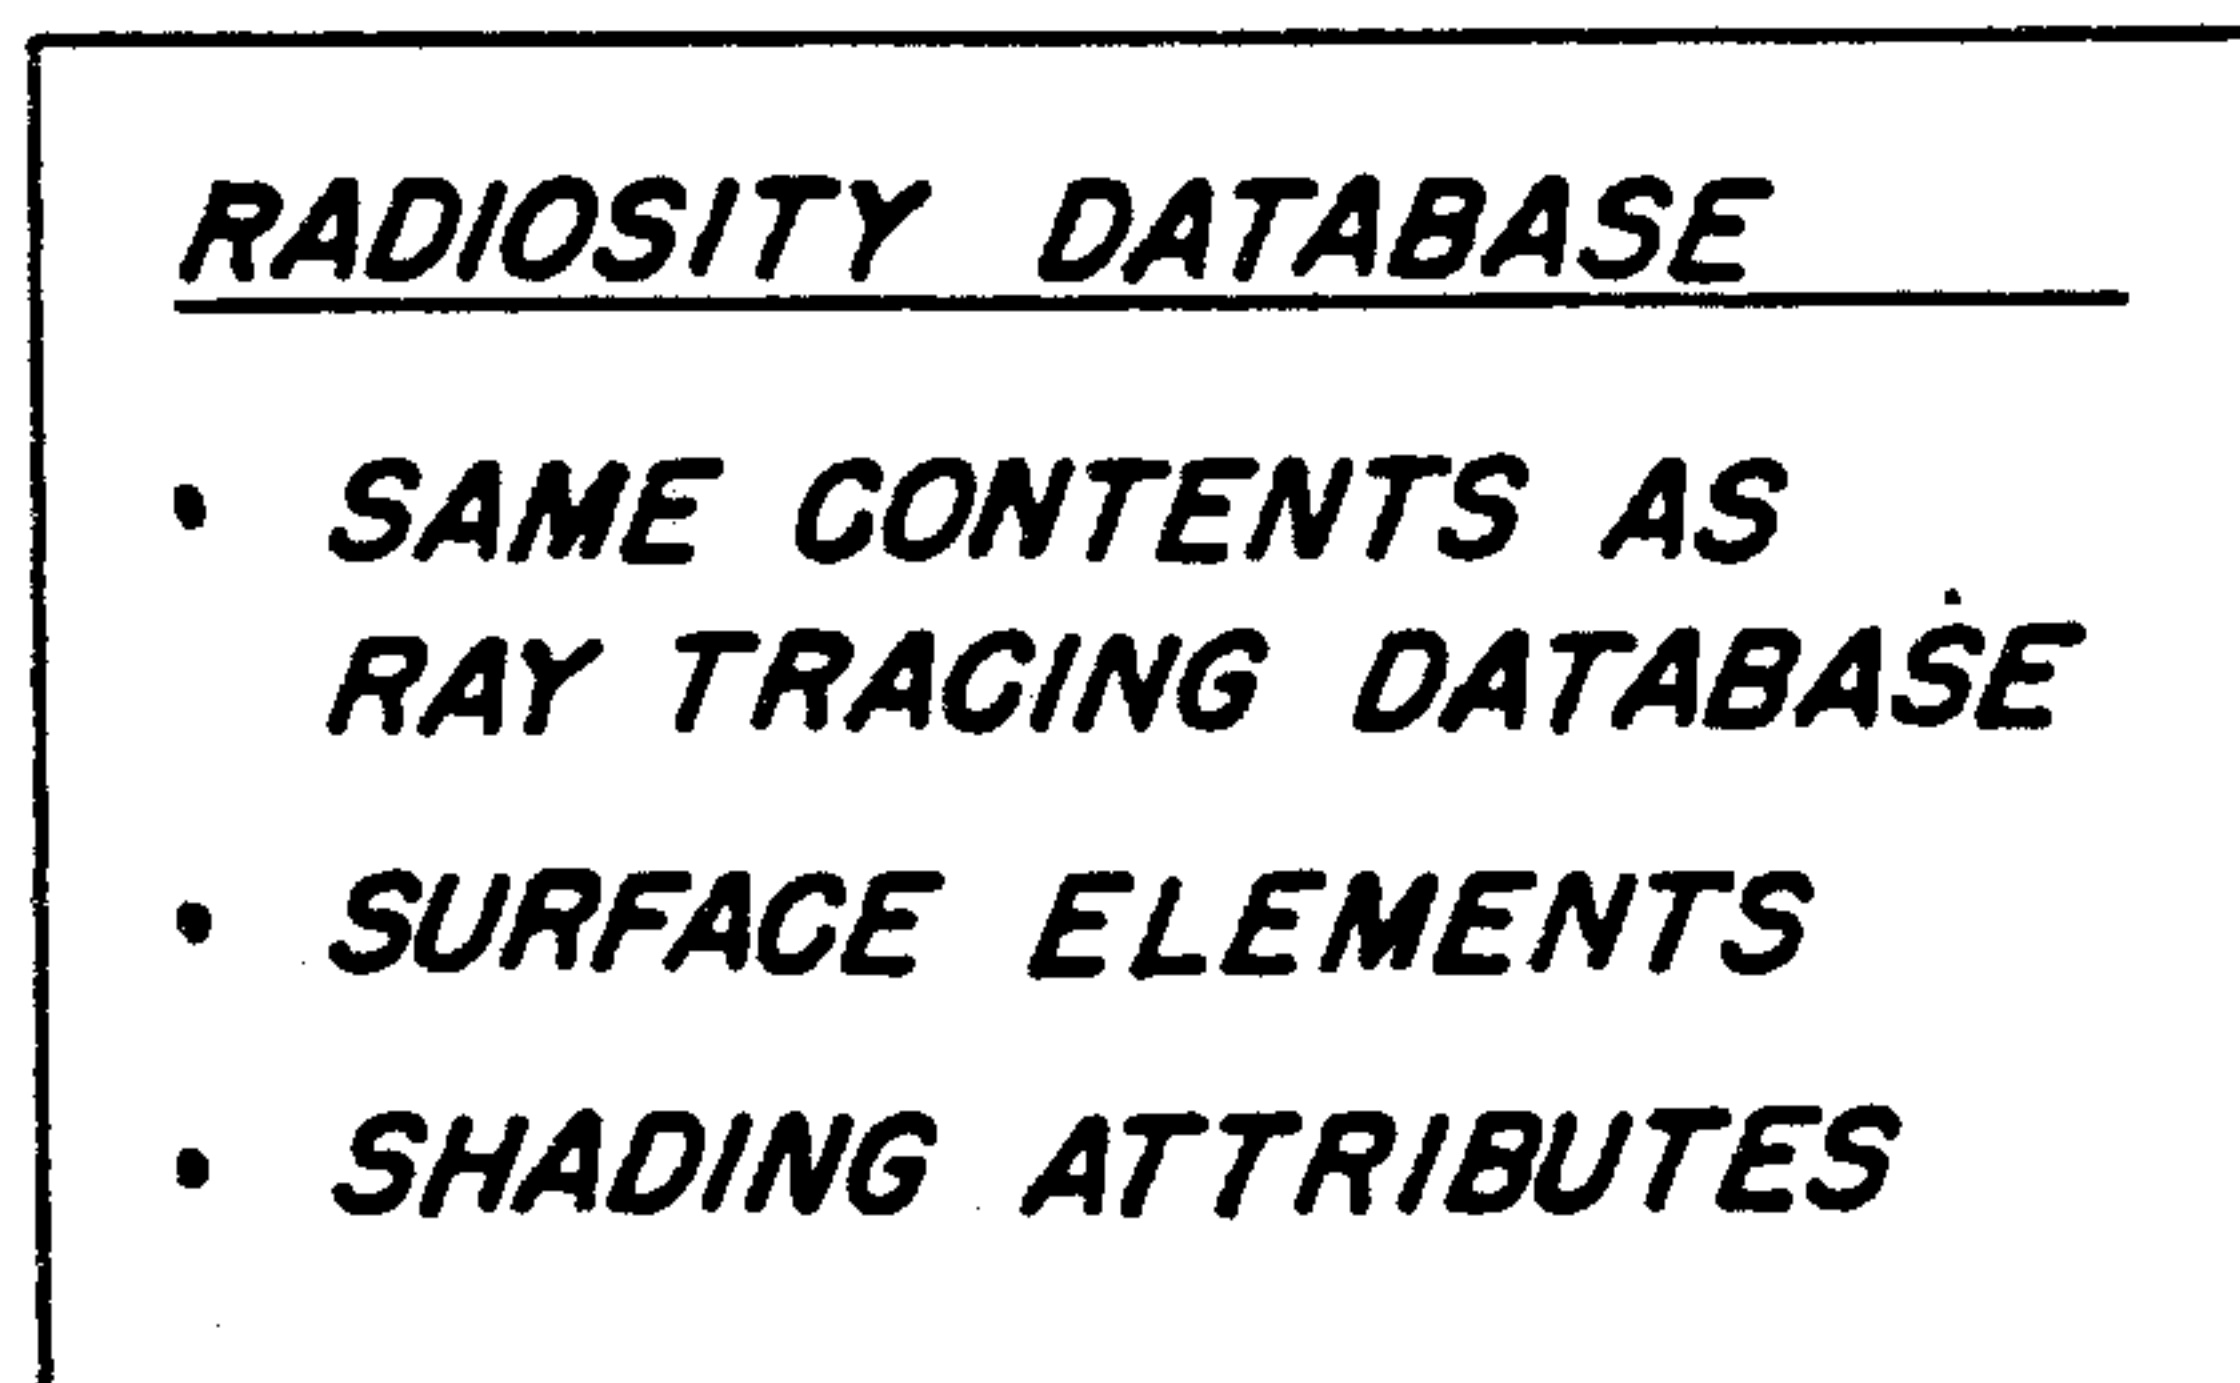 RADIOSITY DATABASE
• SAME CONTENTS AS
RAY TRACING DATABASE
• SURFACE ELEMENTS
• SHADING ATTRIBUTES